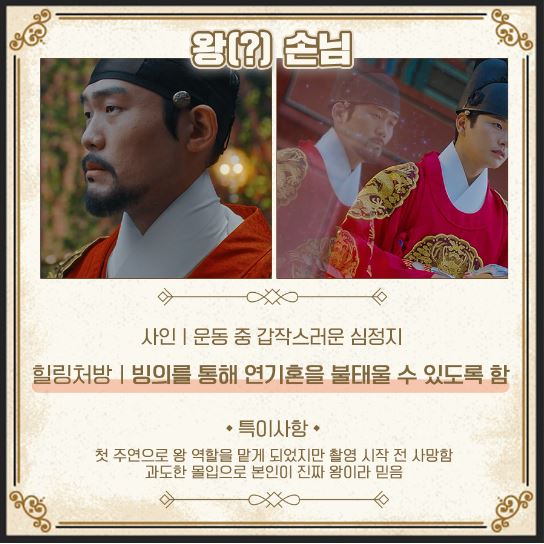 왕(?) 손님
사인ㅣ운동 중 갑작스러운 심정지
힐링처방ㅣ빙의를 통해 연기혼을 불태울 수 있도록 함
• 특이사항 •
첫 주연으로 왕 역할을 맡게 되었지만 촬영 시작 전 사망함
과도한 몰입으로 본인이 진짜 왕이라 믿음